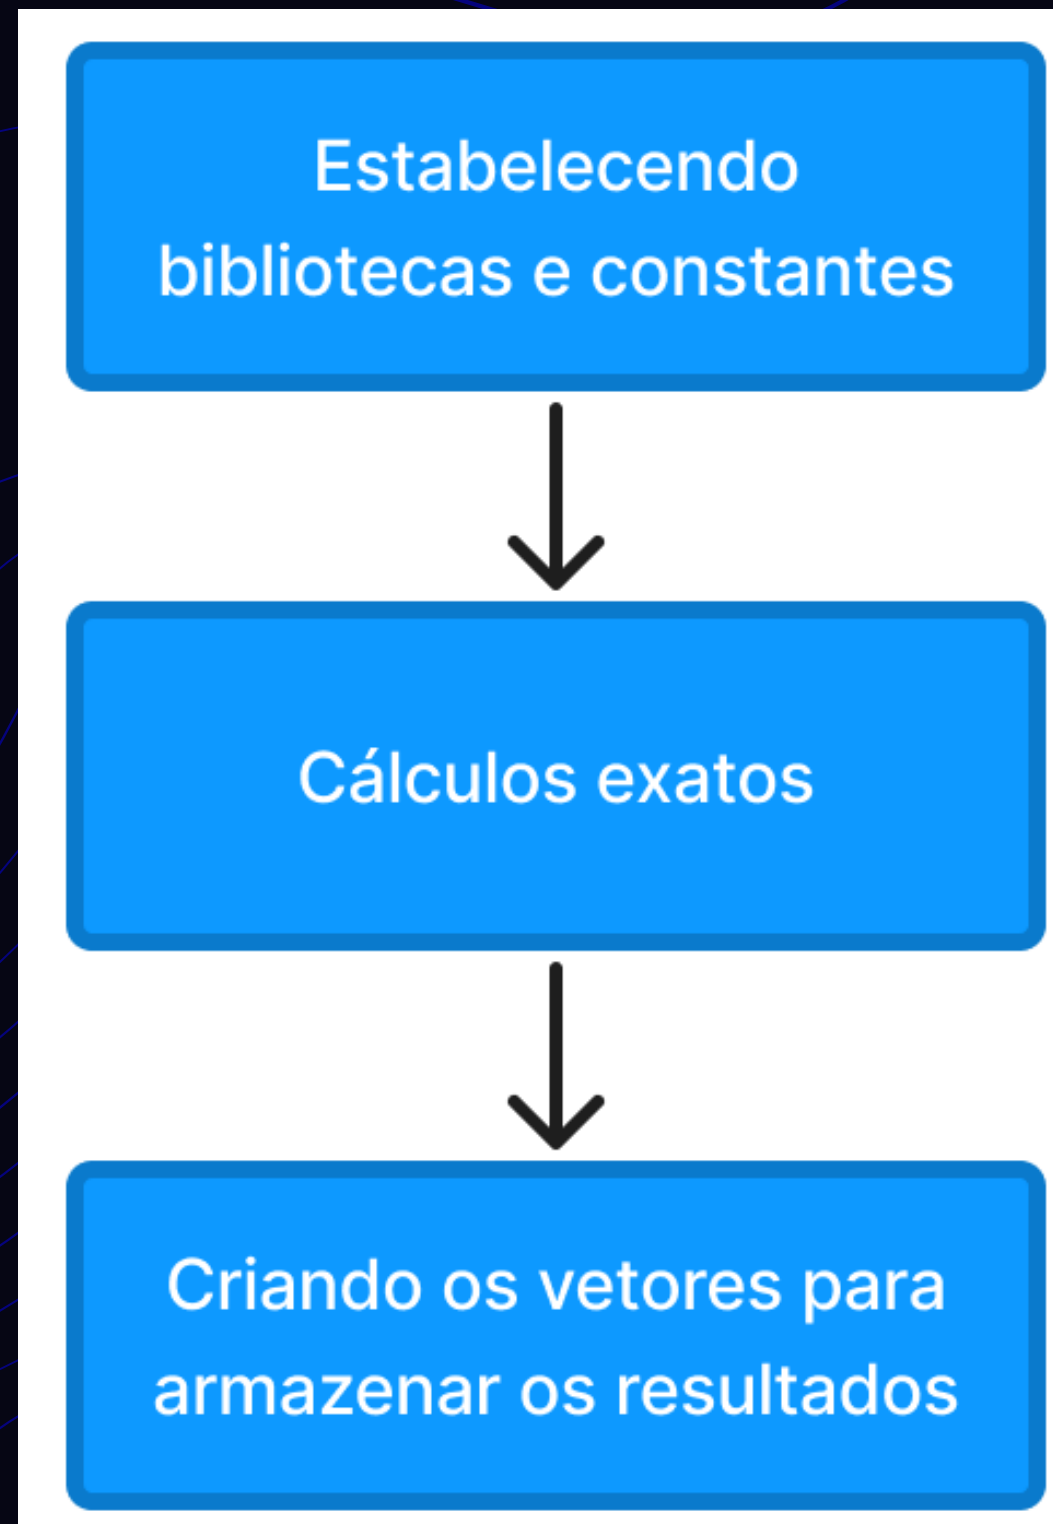 Estabelecendo
bibliotecas e constantes
Cálculos exatos
Criando os vetores para
armazenar os resultados